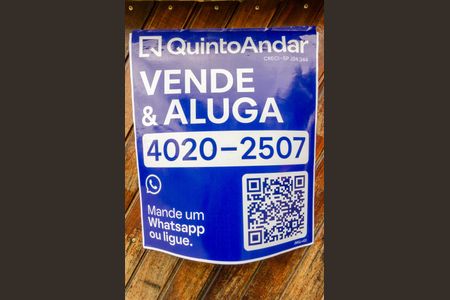 QuintoAndar
VENDE
& ALUGA
4020-2507
Mande um
Whatsapp
ou ligue.